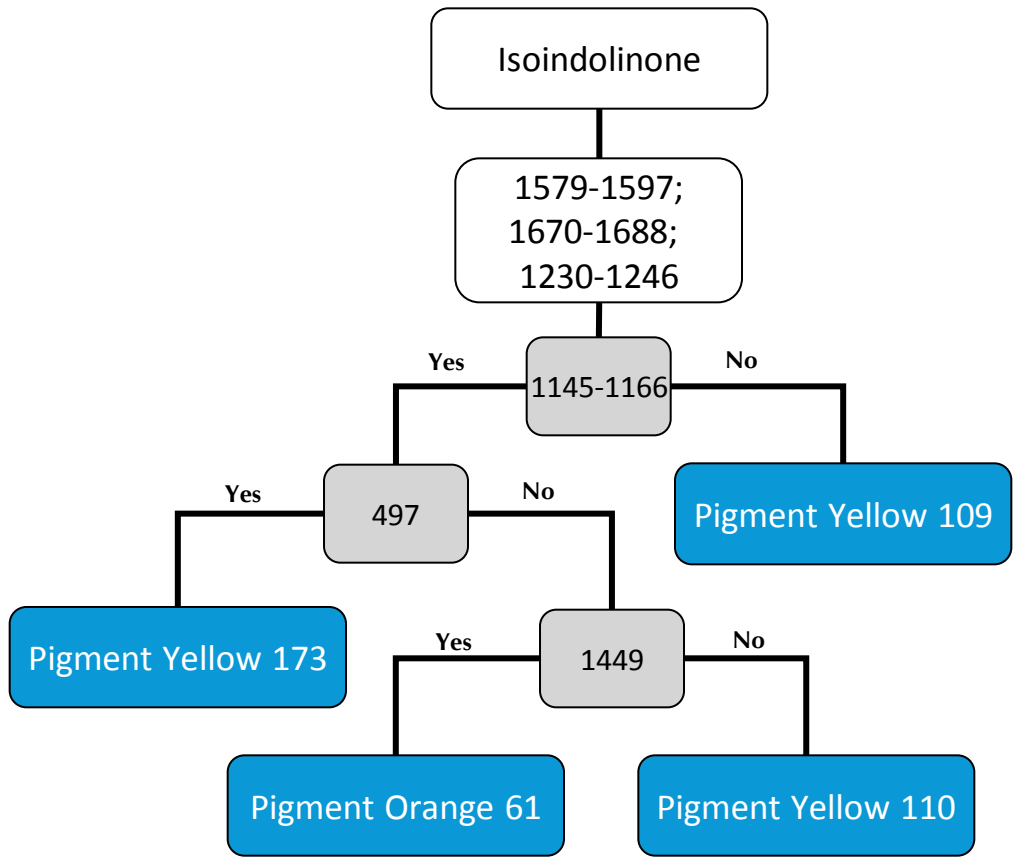 Isoindolinone
1579-1597;
1670-1688;
1230-1246
Yes
No
1145-1166
Yes
No
497
Pigment Yellow 109
Pigment Yellow 173
Yes
No
1449
Pigment Orange 61
Pigment Yellow 110